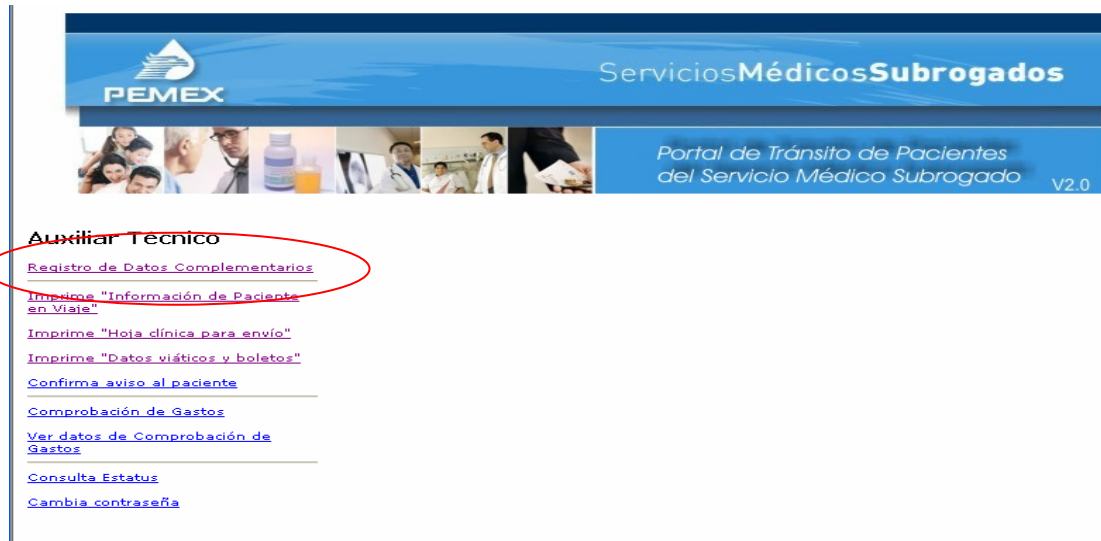 PEMEX
ServiciosMédicosSubrogados
Portal de Tránsito de Pacientes
del Servicio Médico Subrogado
V2.0
Auxiliar Técnico
Registro de Datos Complementarios
Imprime "Información de Paciente
en Viaje"
Imprime "Hoja clínica para envío"
Imprime "Datos viáticos y boletos"
Confirma aviso al paciente
Comprobación de Gastos
Ver datos de Comprobación de
Gastos
Consulta Estatus
Cambia contraseña